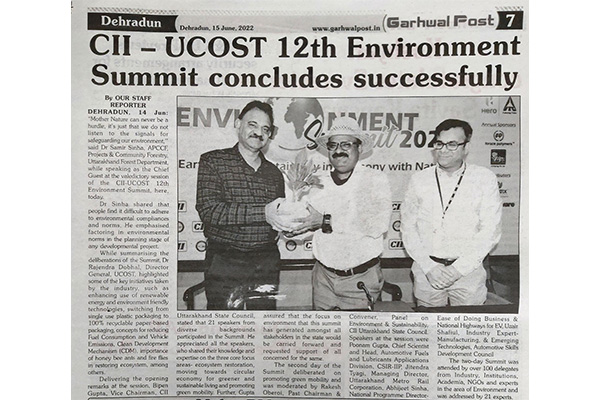 Dehradun
Dehradun, 15 June, 2022
www.garhwalpost.in
Garhwal Post
7
CII – UCOST 12th Environment
Summit concludes successfully
By OUR STAFF
REPORTER
DEHRADUN, 14 Jun:
"Mother Nature can never be a
hurdle, it's just that we do not
listen to the signals for
safeguarding our environment,"
said Dr Samir Sinha, APCCF,
Projects & Community Forestry,
Uttarakhand Forest Department,
while speaking as the Chief
Guest at the veledictory session
of the CII-UCOST 12th
Environment Summit, here,
today.
Dr Sinha shared that
people find it difficult to adhere
to environmental compliances
and norms. He emphasised
factoring in environmental
norms in the planning stage of
any developmental project.
While summarising the
deliberations of the Summit, Dr
Rajendra Dobhal, Director
General, UCOST, highlighted
some of the key initiatives taken
by the industry, such as
enhancing use of renewable
energy and environment friendly
technologies, switching from
single use plastic packaging to
100% recyclable paper-based
packaging, concepts for reducing
Fuel Consumption and Vehicle
Emissions, Clean Development
Mechanism (CDM), importance
of honey bee ants and fire flies
in restoring ecosystem, among
others.
Delivering the opening
remarks of the session, Bipen
Gupta, Vice Chairman, CII
ENVI
NMENT
Summit 202
with Nat
HERO
Annual Sponsors
CII
Uttarakhand State Council,
stated that 21 speakers from
diverse backgrounds
participated in the Summit. He
appreciated all the speakers,
who shared their knowledge and
expertise on the three core focus
areas- ecosystem restoration,
moving towards circular
economy for greener and
sustainable living and promoting
green mobility. Further, Gupta
assured that the focus on
environment that this summit
has generated amongst all
stakeholders in the state would
be carried forward and
requested support of all
concerned for the same.
The second day of the
Summit deliberated on
promoting green mobility and
was moderated by Rakesh
Oberoi, Past Chairman &
Convener, Panel on
Environment & Sustainability,
CII Uttarakhand State Council.
Speakers at the session were
Poonam Gupta, Chief Scientist
and Head, Automotive Fuels
and Lubricants Applications
Division, CSIR-IIP, Jitendra
Tyagi, Managing Director,
Uttarakhand Metro Rail
Corporation, Abhijeet Sinha,
National Programme Director-
Ease of Doing Business &
National Highways for EV, Uzair
Shafiul, Industry Expert-
Manufacturing, & Emerging
Technologies, Automotive Skills
Development Council
The two-day Summit was
attended by over 100 delegates
from Industry, Institutions,
Academia, NGOs and experts
in the area of Environment and
was addressed by 21 experts.